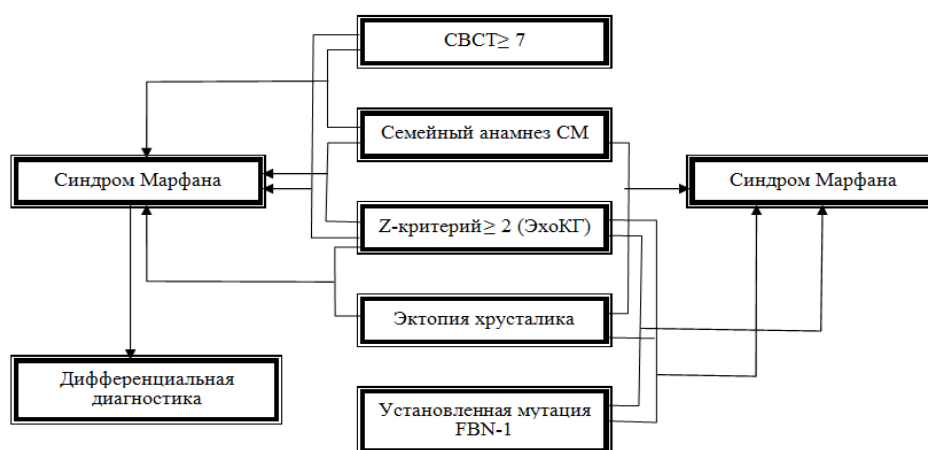 СВСТ≥ 7
Семейный анамнез СМ
Синдром Марфана
Синдром Марфана
Z-критерий≥ 2 (ЭхоКГ)
Эктопия хрусталика
Дифференциальная
диагностика
Установленная мутация
FBN-1